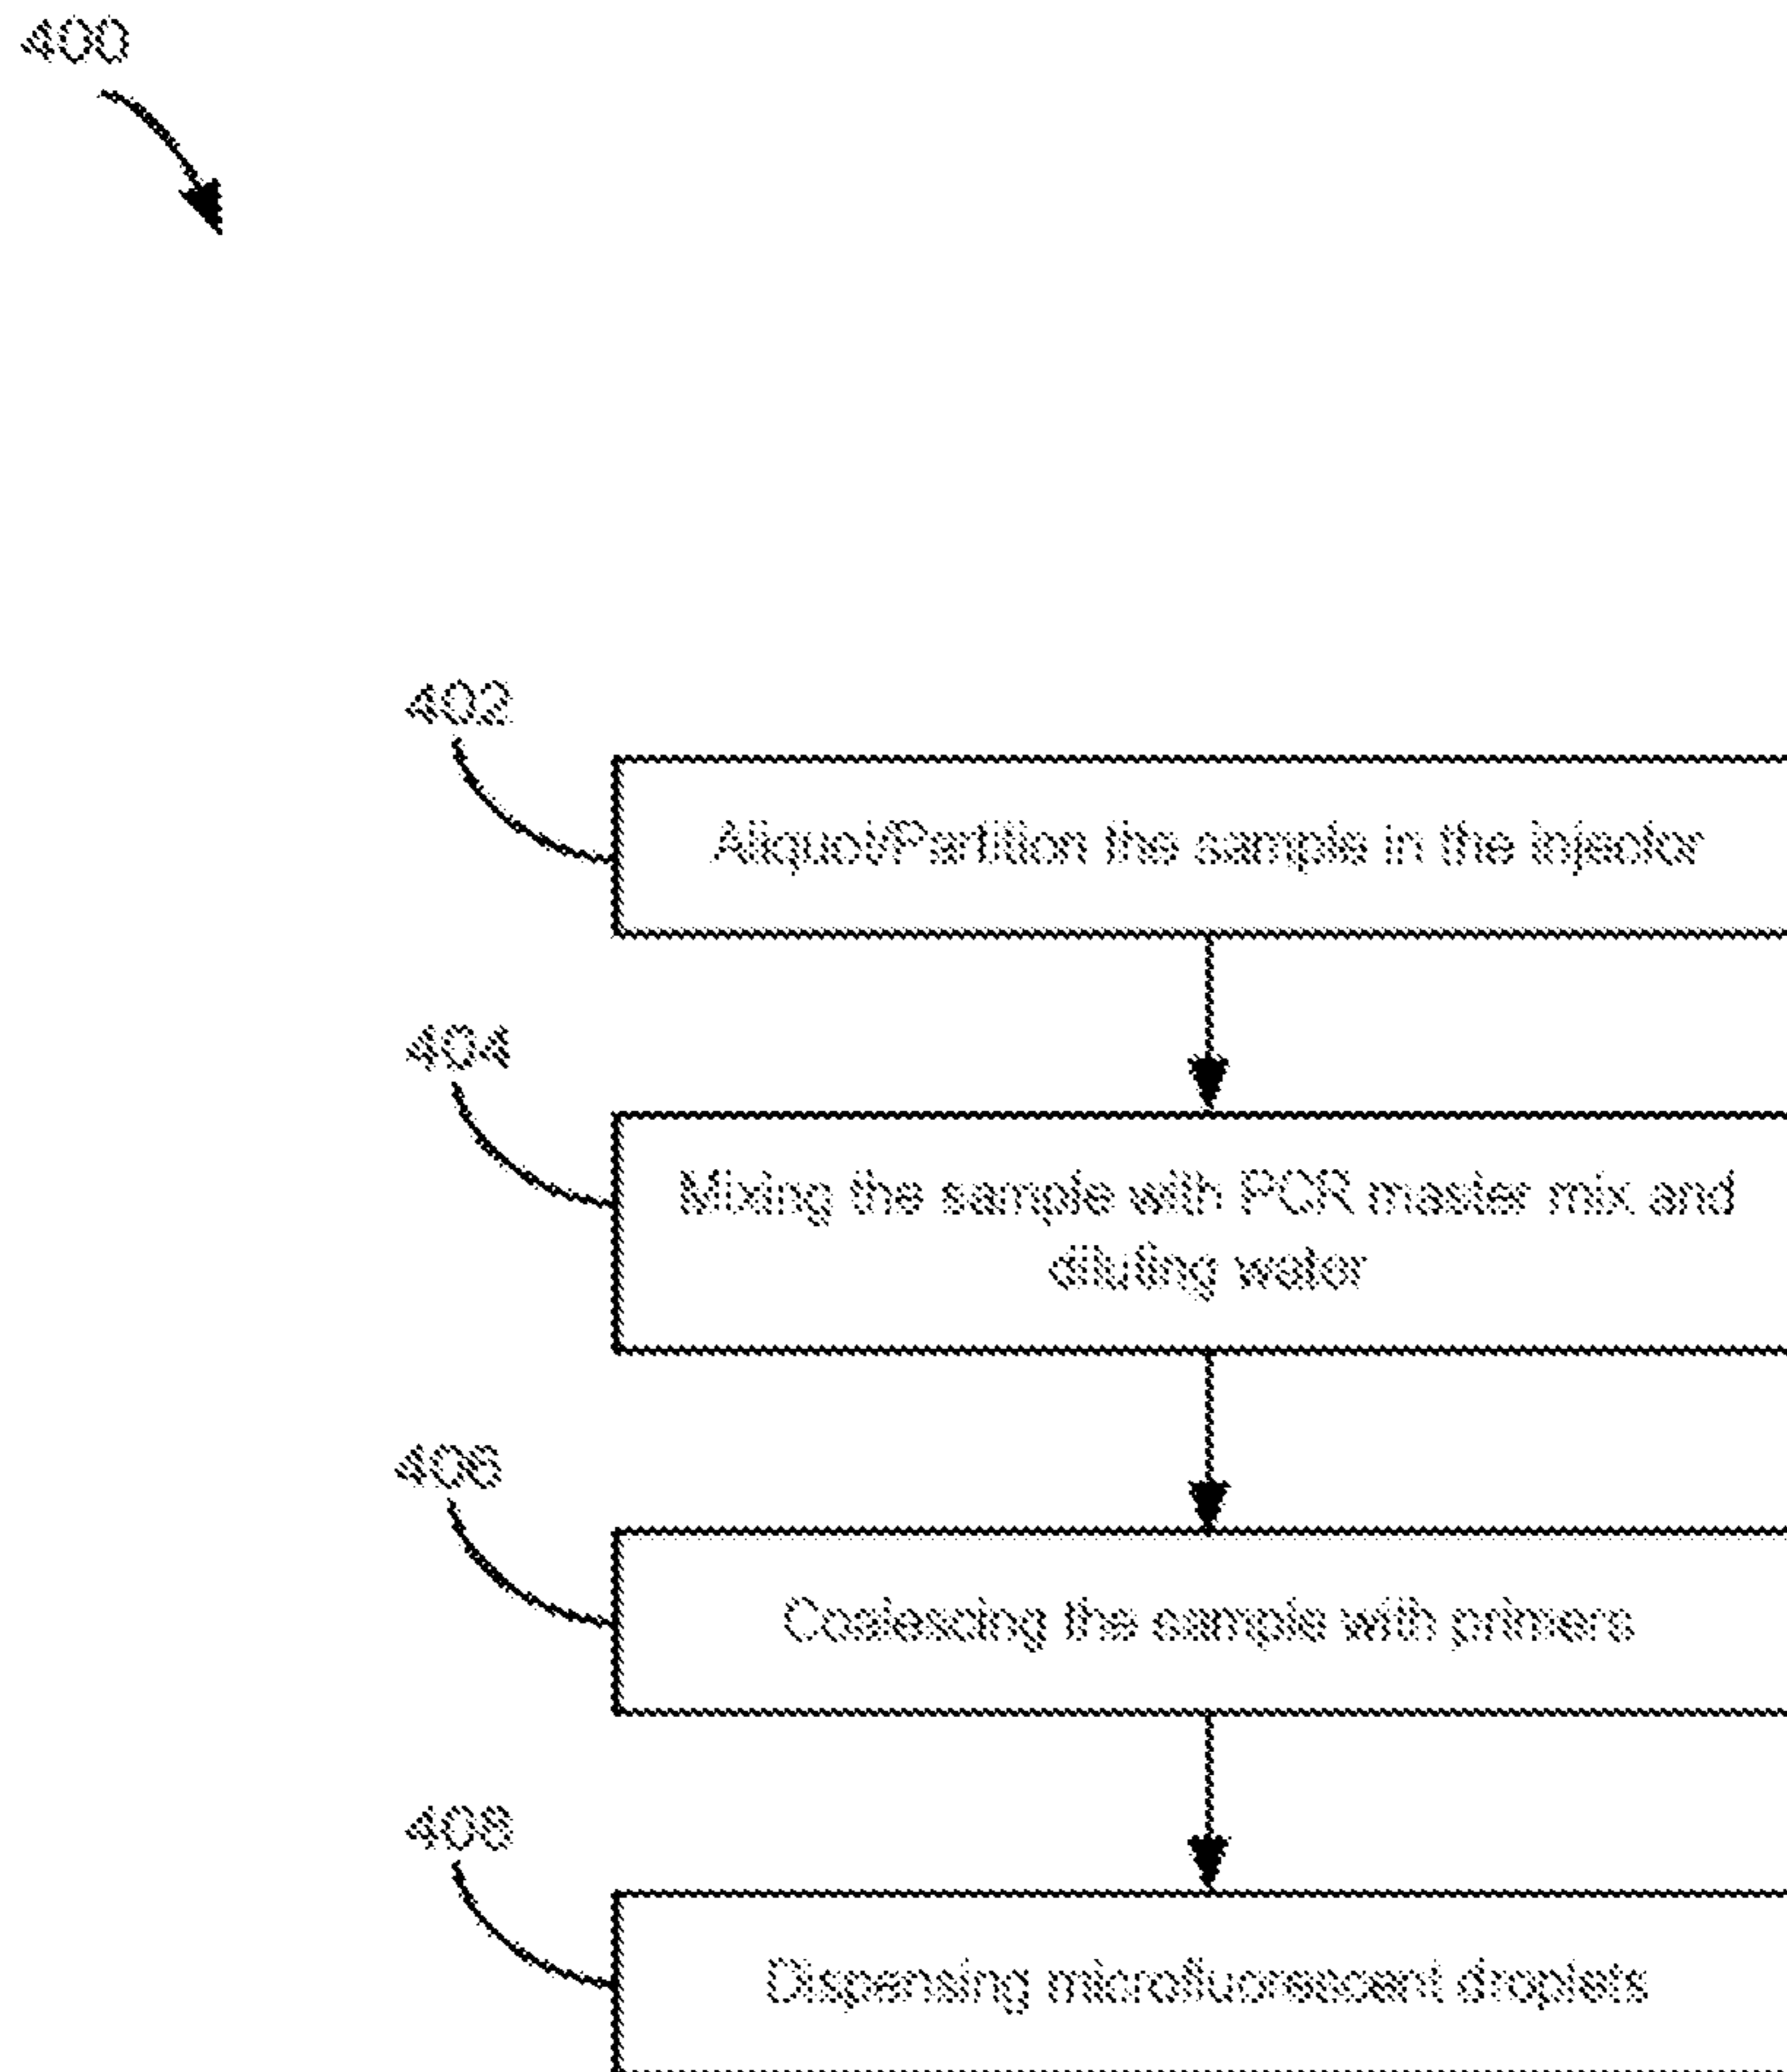 400
402
Aliquot/Partition the sample in the injector
404
Mixing the sample with PCR master mix and
diluting water
406
Coalescing the sample with primers
408
Dispensing microfluorescent droplets